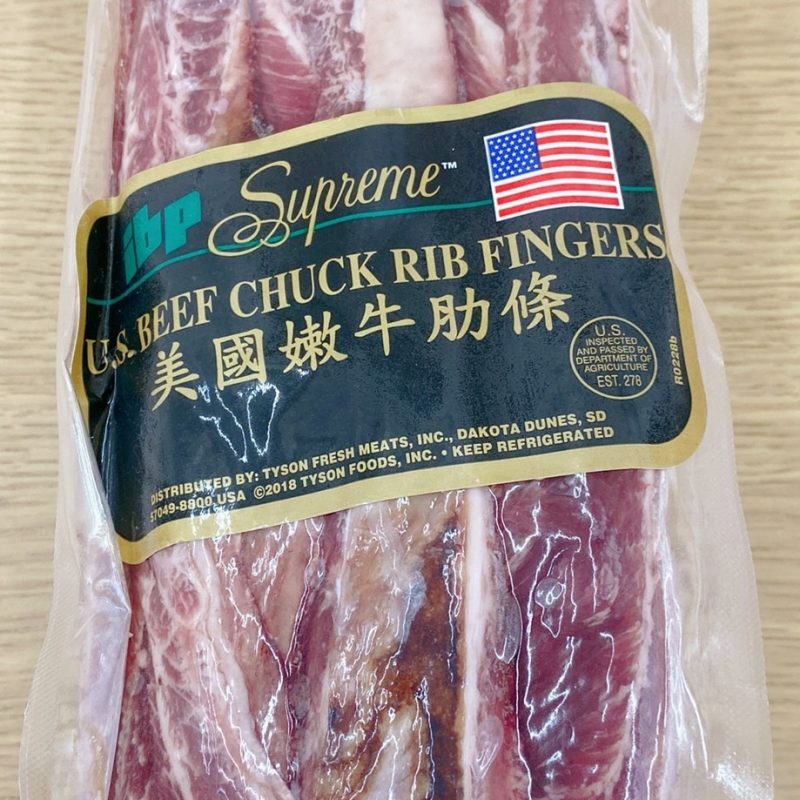 ibp Supreme™
U.S. BEEF CHUCK RIB FINGERS
美國嫩牛肋條
U.S.
INSPECTED
AND PASSED BY
DEPARTMENT OF
AGRICULTURE
EST. 278
R0228b
DISTRIBUTED BY: TYSON FRESH MEATS, INC., DAKOTA DUNES, SD
57049-8800 USA ©2018 TYSON FOODS, INC. • KEEP REFRIGERATED